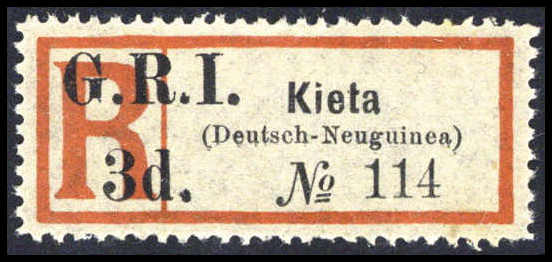 R
G.R.I.
3d.
Kieta
(Deutsch-Neuguinea)
№ 114